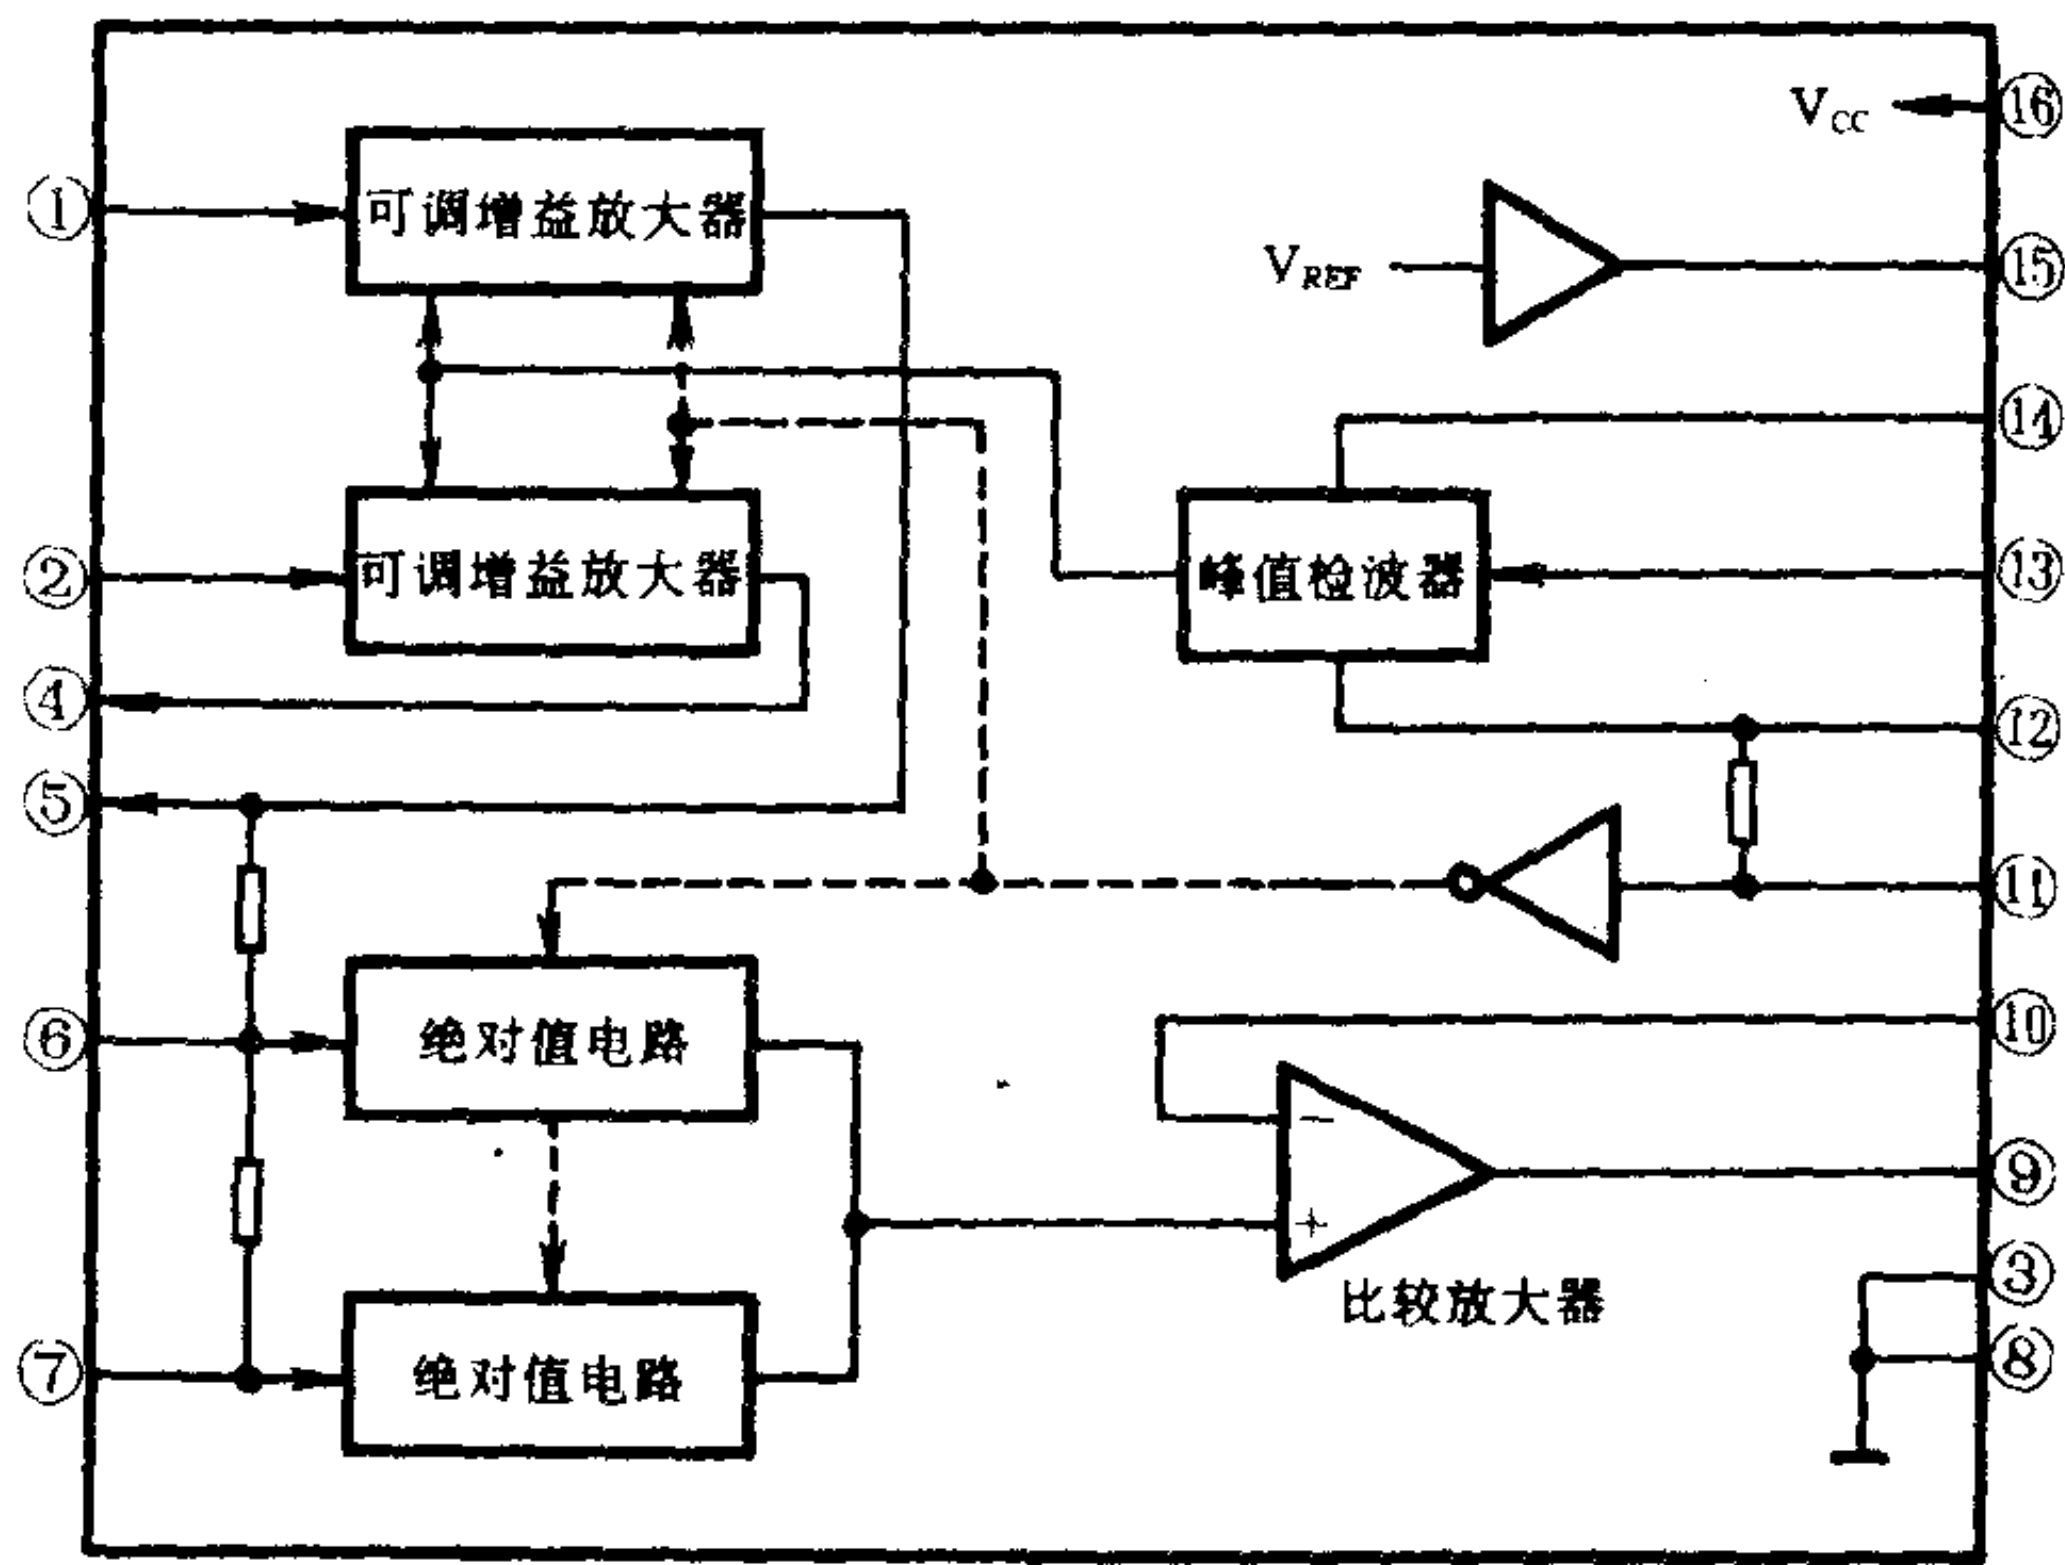 ⑯
V_CC
①
可调增益放大器
V_REF
⑮
⑭
②
可调增益放大器
峰值检波器
⑬
④
⑫
⑤
⑪
⑥
绝对值电路
⑩
−
⑨
+
③
比较放大器
⑧
⑦
绝对值电路